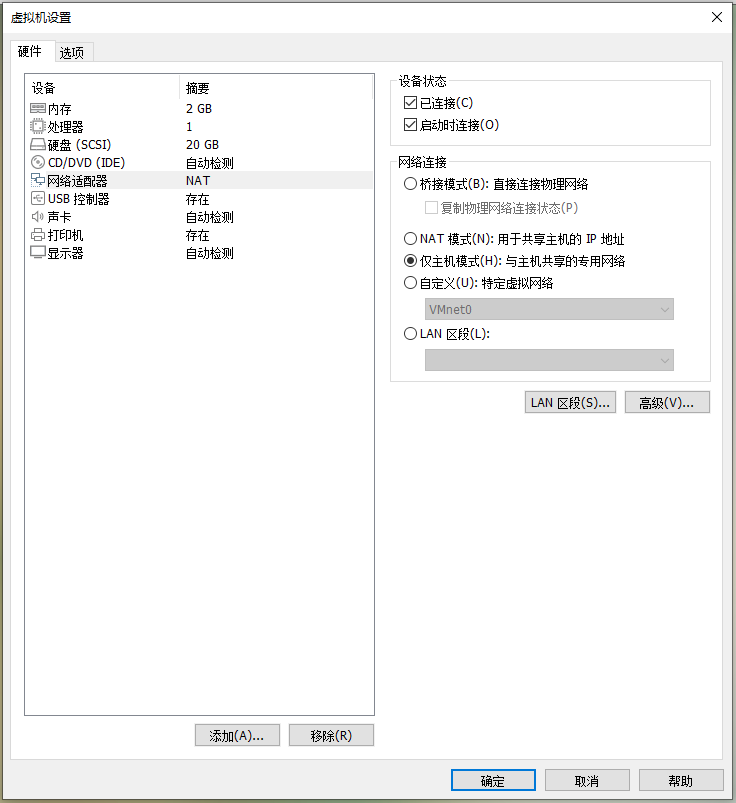 虚拟机设置
硬件 选项
设备 摘要
内存 2 GB
处理器 1
硬盘 (SCSI) 20 GB
CD/DVD (IDE) 自动检测
网络适配器 NAT
USB 控制器 存在
声卡 自动检测
打印机 存在
显示器 自动检测
添加(A)... 移除(R)
设备状态
已连接(C)
启动时连接(O)
网络连接
桥接模式(B): 直接连接物理网络
复制物理网络连接状态(P)
NAT 模式(N): 用于共享主机的 IP 地址
仅主机模式(H): 与主机共享的专用网络
自定义(U): 特定虚拟网络
VMnet0
LAN 区段(L):
LAN 区段(S)... 高级(V)...
确定 取消 帮助